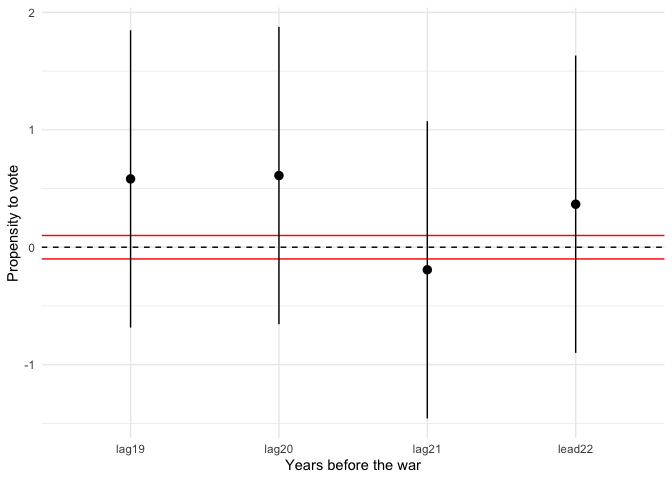 2
1
0
-1
Propensity to vote
lag19
lag20
lag21
lead22
Years before the war